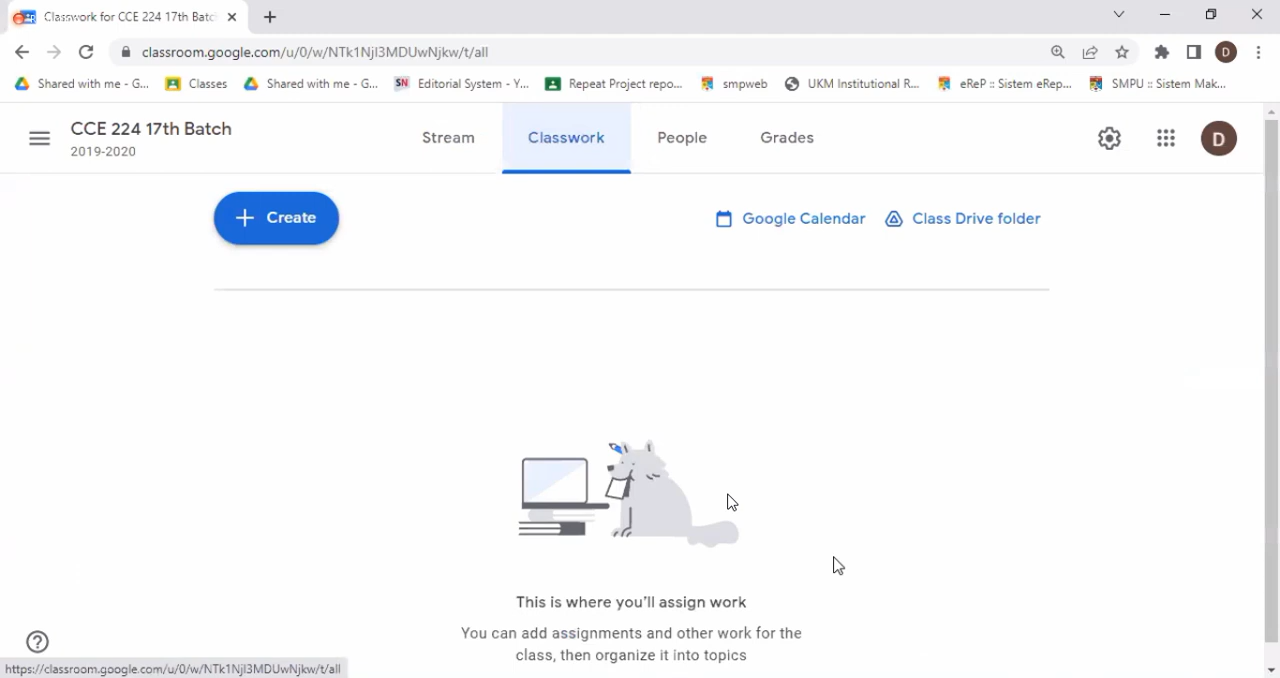 Classwork for CCE 224 17th Batc
classroom.google.com/u/0/w/NTk1NjI3MDUwNjkw/t/all
Shared with me - G... Classes Shared with me - G... SN Editorial System - Y... Repeat Project repo... smpweb UKM Institutional R... eReP :: Sistem eRep... SMPU :: Sistem Mak...
CCE 224 17th Batch
2019-2020
Stream Classwork People Grades
D
D
+ Create
Google Calendar Class Drive folder
This is where you'll assign work
You can add assignments and other work for the
class, then organize it into topics
https://classroom.google.com/u/0/w/NTk1NjI3MDUwNjkw/t/all